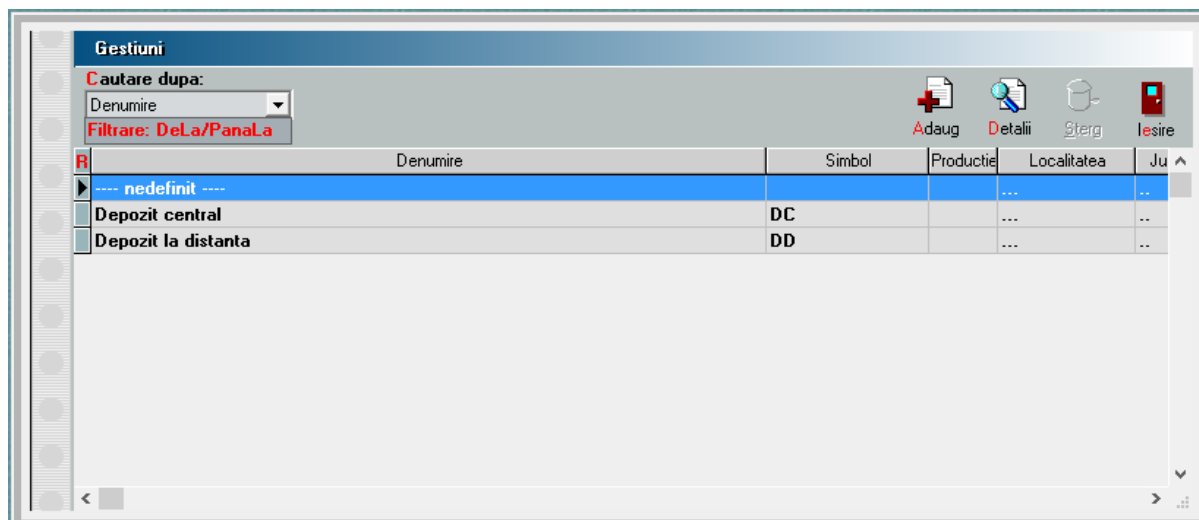 Gestiuni
Cautare dupa:
Denumire
Filtrare: DeLa/PanaLa
Adaug Detalii Sterg Iesire
R Denumire Simbol Productie Localitatea Ju
---- nedefinit ---- ... ..
Depozit central DC ... ..
Depozit la distanta DD ... ..